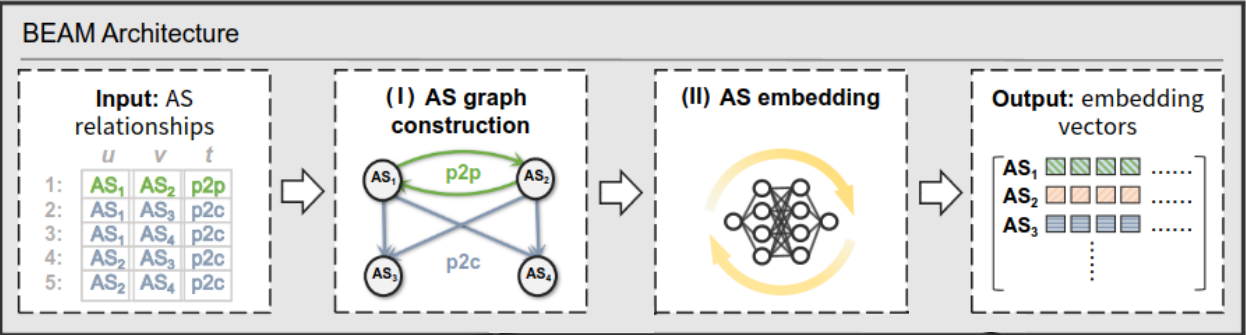 BEAM Architecture
Input: AS
relationships
u v t
1: AS₁ AS₂ p2p
2: AS₁ AS₃ p2c
3: AS₁ AS₄ p2c
4: AS₂ AS₃ p2c
5: AS₂ AS₄ p2c
(I) AS graph
construction
AS₁ p2p AS₂
p2c
AS₃ AS₄
(II) AS embedding
Output: embedding
vectors
AS₁ ......
AS₂ ......
AS₃ ......